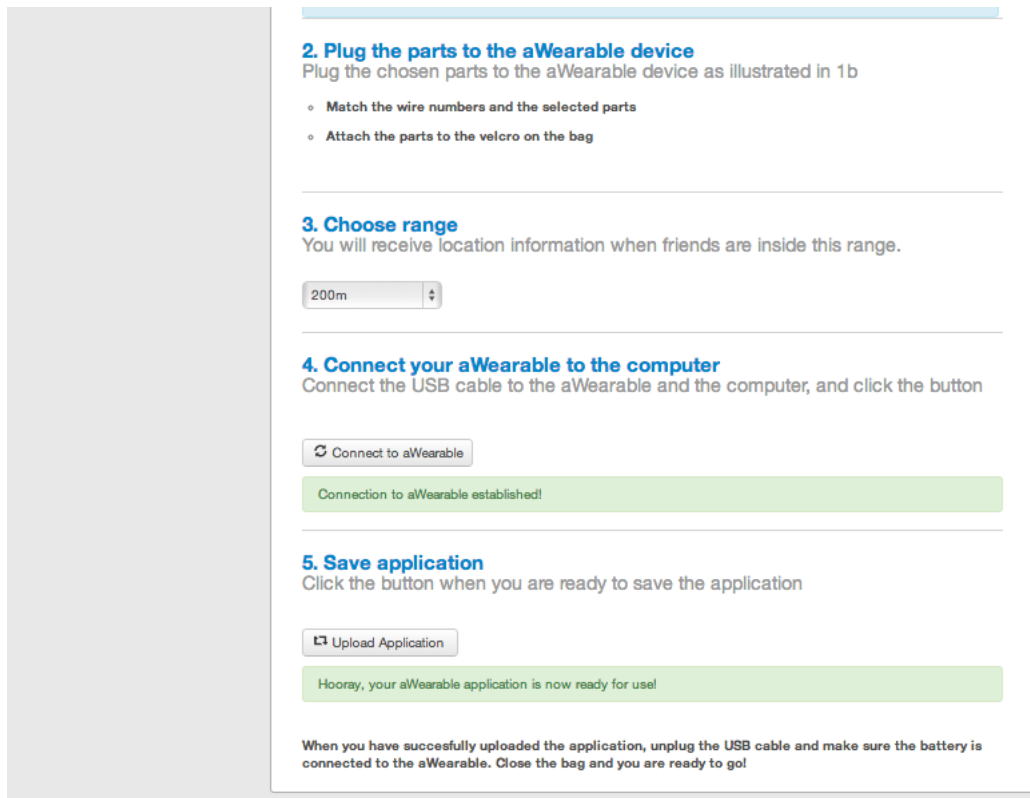 2. Plug the parts to the aWearable device
Plug the chosen parts to the aWearable device as illustrated in 1b
Match the wire numbers and the selected parts
Attach the parts to the velcro on the bag
3. Choose range
You will receive location information when friends are inside this range.
200m
4. Connect your aWearable to the computer
Connect the USB cable to the aWearable and the computer, and click the button
Connect to aWearable
Connection to aWearable established!
5. Save application
Click the button when you are ready to save the application
Upload Application
Hooray, your aWearable application is now ready for use!
When you have succesfully uploaded the application, unplug the USB cable and make sure the battery is
connected to the aWearable. Close the bag and you are ready to go!